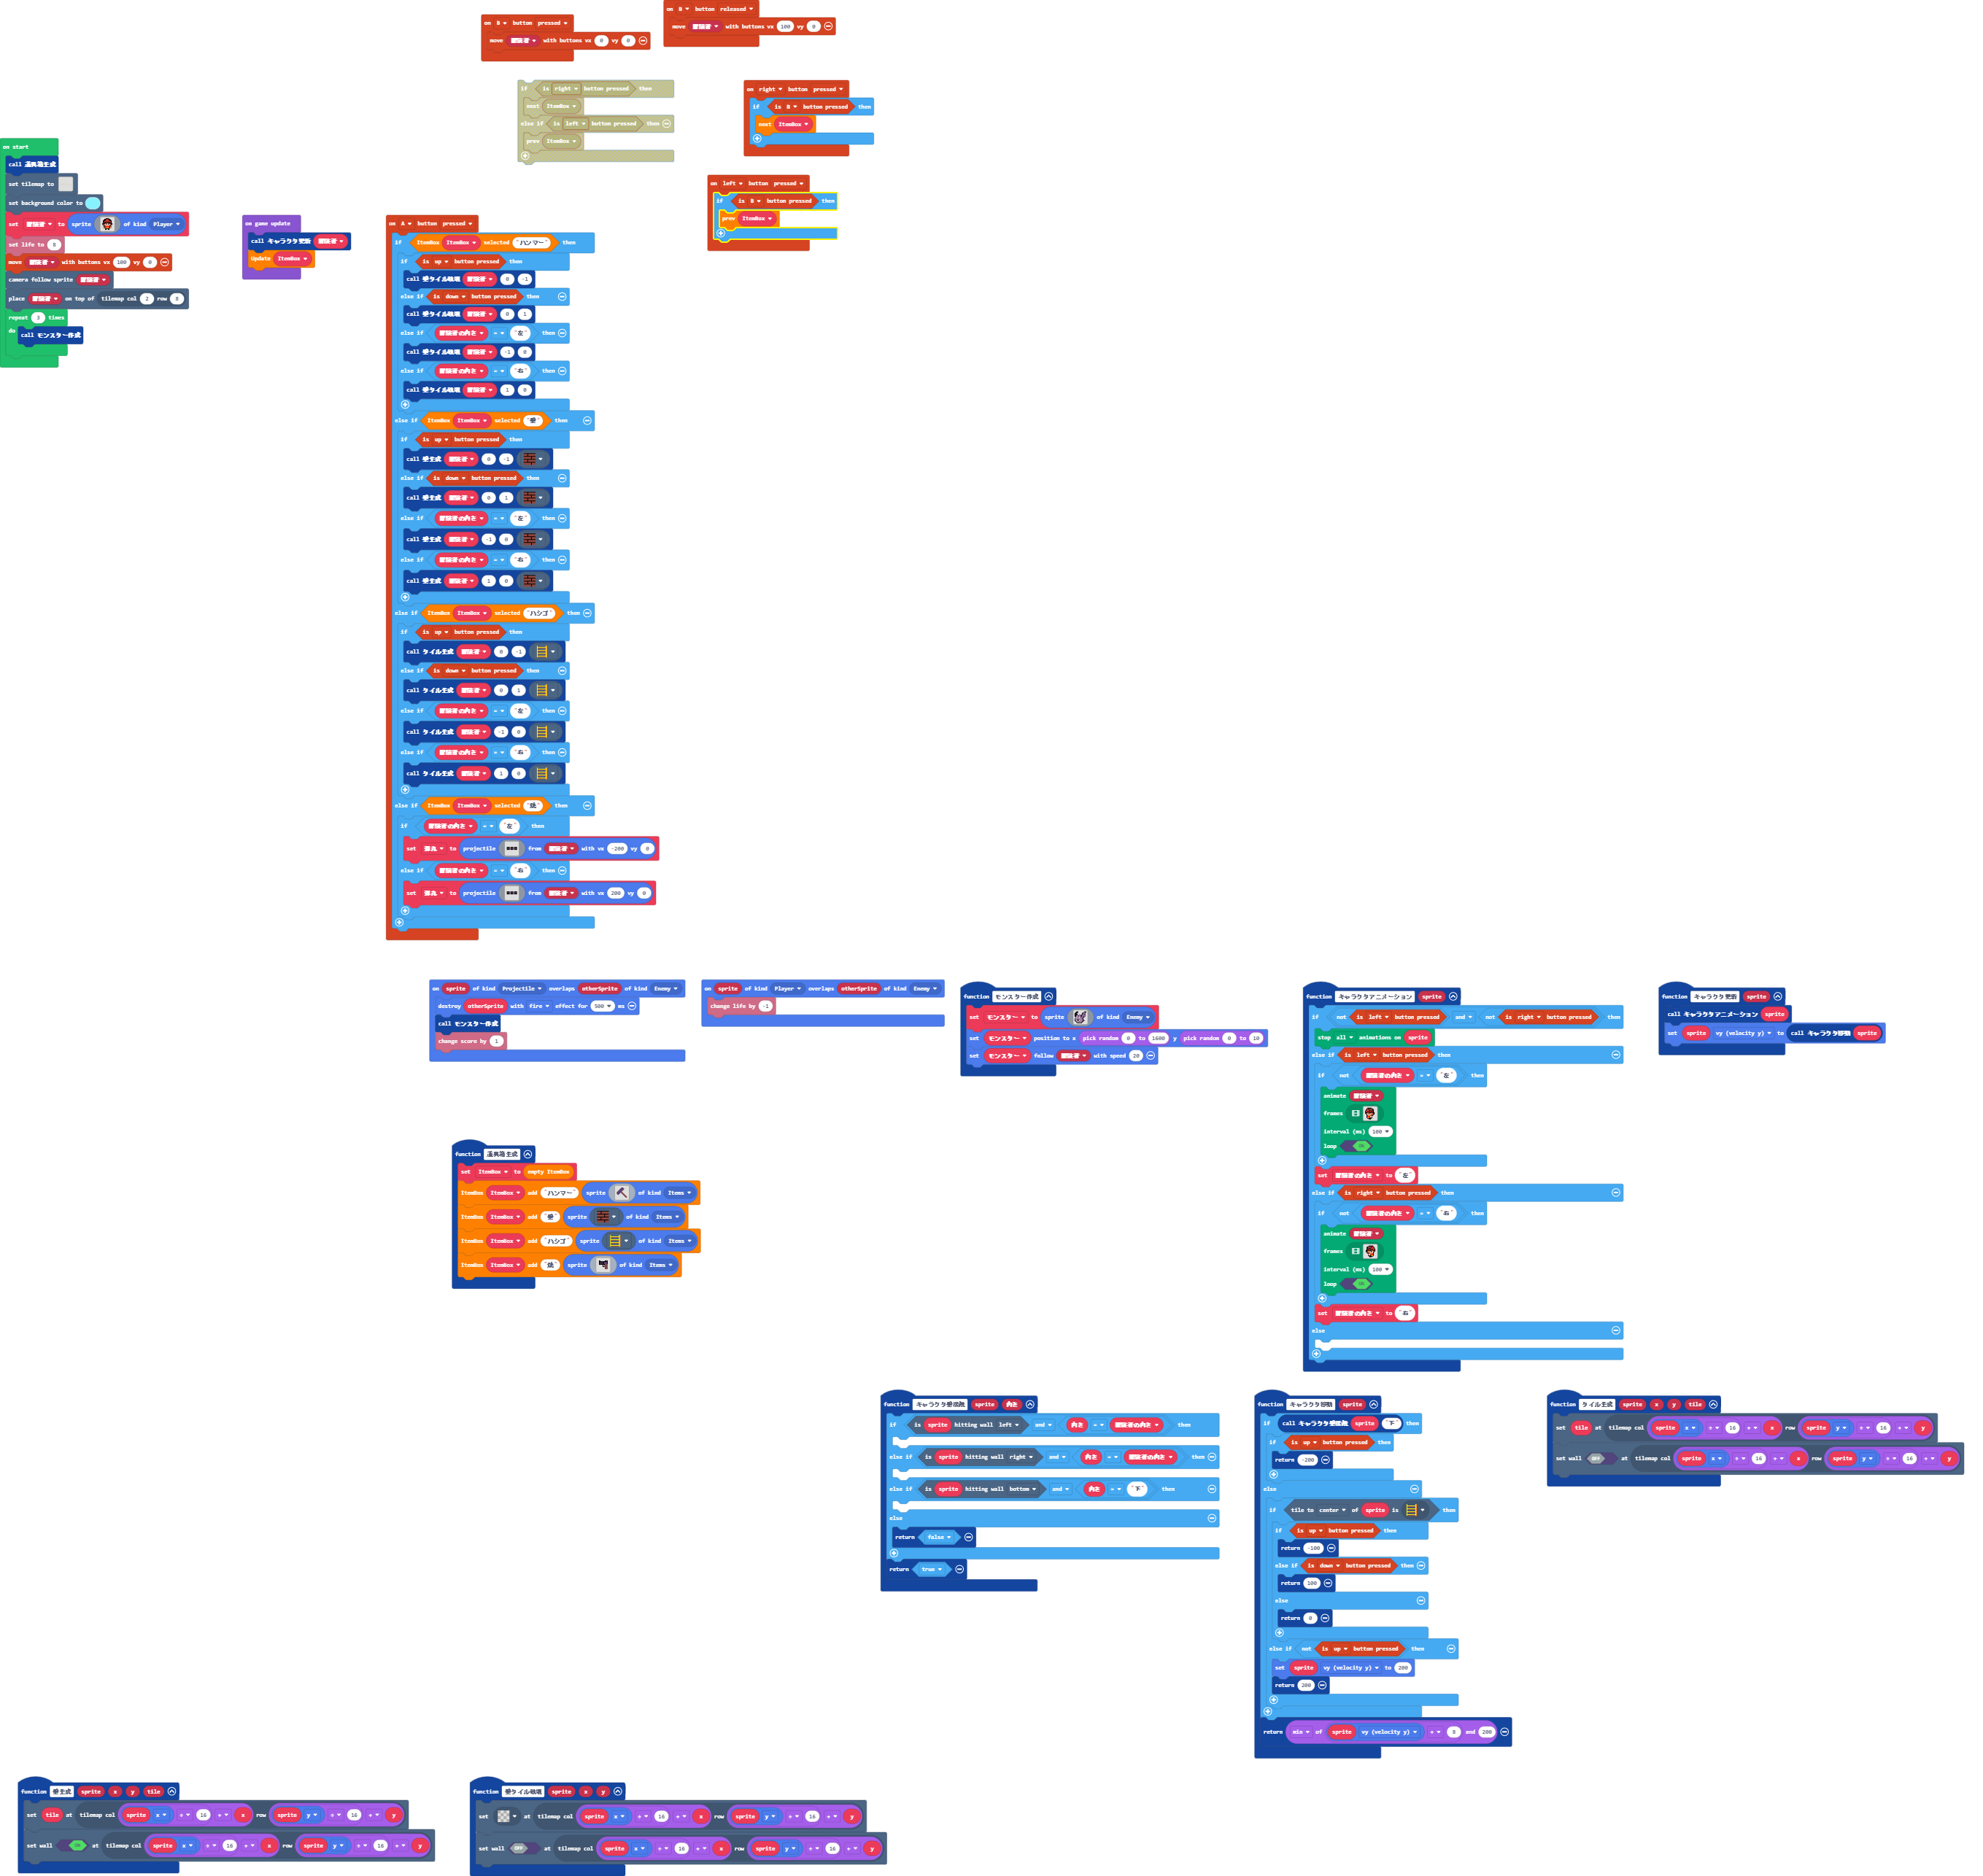 on B button pressed
move 冒険者 with buttons vx 0 vy 0
on B button released
move 冒険者 with buttons vx 100 vy 0
if is right button pressed then
next ItemBox
else if is left button pressed then
prev ItemBox
on right button pressed
if is B button pressed then
next ItemBox
on left button pressed
if is B button pressed then
prev ItemBox
on start
call 道具箱生成
set tilemap to
set background color to
set 冒険者 to sprite of kind Player
set life to 8
move 冒険者 with buttons vx 100 vy 0
camera follow sprite 冒険者
place 冒険者 on top of tilemap col 2 row 8
repeat 3 times
do call モンスター作成
on game update
call キャラクタ更新 冒険者
Update ItemBox
on A button pressed
if ItemBox ItemBox selected "ハンマー" then
if is up button pressed then
call 壁タイル破壊 冒険者 0 -1
else if is down button pressed then
call 壁タイル破壊 冒険者 0 1
else if 冒険者の向き = "左" then
call 壁タイル破壊 冒険者 -1 0
else if 冒険者の向き = "右" then
call 壁タイル破壊 冒険者 1 0
else if ItemBox ItemBox selected "壁" then
if is up button pressed then
call 壁生成 冒険者 0 -1
else if is down button pressed then
call 壁生成 冒険者 0 1
else if 冒険者の向き = "左" then
call 壁生成 冒険者 -1 0
else if 冒険者の向き = "右" then
call 壁生成 冒険者 1 0
else if ItemBox ItemBox selected "ハシゴ" then
if is up button pressed then
call タイル生成 冒険者 0 -1
else if is down button pressed then
call タイル生成 冒険者 0 1
else if 冒険者の向き = "左" then
call タイル生成 冒険者 -1 0
else if 冒険者の向き = "右" then
call タイル生成 冒険者 1 0
else if ItemBox ItemBox selected "銃" then
if 冒険者の向き = "左" then
set 弾丸 to projectile from 冒険者 with vx -200 vy 0
else if 冒険者の向き = "右" then
set 弾丸 to projectile from 冒険者 with vx 200 vy 0
on sprite of kind Projectile overlaps otherSprite of kind Enemy
destroy otherSprite with fire effect for 500 ms
call モンスター作成
change score by 1
on sprite of kind Player overlaps otherSprite of kind Enemy
change life by -1
function モンスター作成
set モンスター to sprite of kind Enemy
set モンスター position to x pick random 0 to 1600 y pick random 0 to 10
set モンスター follow 冒険者 with speed 20
function キャラクタアニメーション sprite
if not is left button pressed and not is right button pressed then
stop all animations on sprite
else if is left button pressed then
if not 冒険者の向き = "左" then
animate 冒険者
frames
interval (ms) 100
loop ON
set 冒険者の向き to "左"
else if is right button pressed then
if not 冒険者の向き = "右" then
animate 冒険者
frames
interval (ms) 100
loop ON
set 冒険者の向き to "右"
else
function キャラクタ更新 sprite
call キャラクタアニメーション sprite
set sprite vy (velocity y) to call キャラクタ移動 sprite
function 道具箱生成
set ItemBox to empty ItemBox
ItemBox ItemBox add "ハンマー" sprite of kind Items
ItemBox ItemBox add "壁" sprite of kind Items
ItemBox ItemBox add "ハシゴ" sprite of kind Items
ItemBox ItemBox add "銃" sprite of kind Items
function キャラクタ壁接触 sprite 向き
if is sprite hitting wall left and 向き = 冒険者の向き then
else if is sprite hitting wall right and 向き = 冒険者の向き then
else if is sprite hitting wall bottom and 向き = "下" then
else
return false
return true
function キャラクタ移動 sprite
if call キャラクタ壁接触 sprite "下" then
if is up button pressed then
return -200
else
if tile to center of sprite is then
if is up button pressed then
return -100
else if is down button pressed then
return 100
else
return 0
else if not is up button pressed then
set sprite vy (velocity y) to 200
return 200
return min of sprite vy (velocity y) + 8 and 200
function タイル生成 sprite x y tile
set tile at tilemap col sprite x ÷ 16 + x row sprite y ÷ 16 + y
set wall OFF at tilemap col sprite x ÷ 16 + x row sprite y ÷ 16 + y
function 壁生成 sprite x y tile
set tile at tilemap col sprite x ÷ 16 + x row sprite y ÷ 16 + y
set wall ON at tilemap col sprite x ÷ 16 + x row sprite y ÷ 16 + y
function 壁タイル破壊 sprite x y
set at tilemap col sprite x ÷ 16 + x row sprite y ÷ 16 + y
set wall OFF at tilemap col sprite x ÷ 16 + x row sprite y ÷ 16 + y